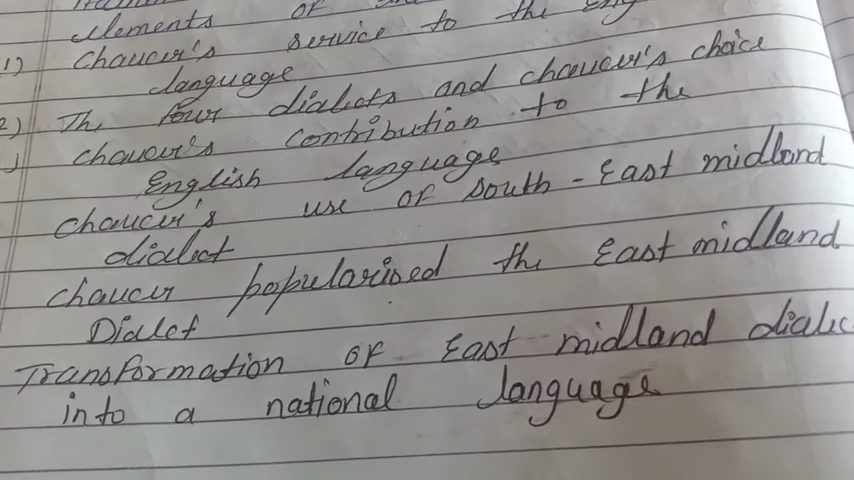 elements of
1) Chaucer's service to the Eng
language
2) The four dialects and chaucer's choice
chaucer's contribution to the
English language
chaucer's use of south-East midland
dialect
chaucer popularised the East midland
Dialet
Transformation of East midland dialec
into a national language